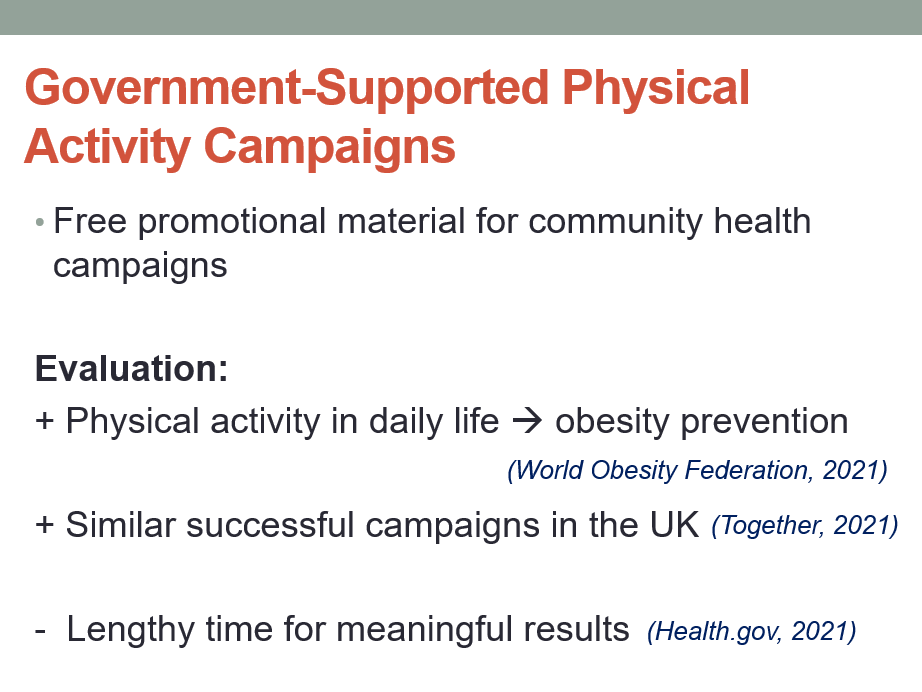 Government-Supported Physical
Activity Campaigns
• Free promotional material for community health
campaigns
Evaluation:
+ Physical activity in daily life → obesity prevention
(World Obesity Federation, 2021)
+ Similar successful campaigns in the UK (Together, 2021)
- Lengthy time for meaningful results (Health.gov, 2021)